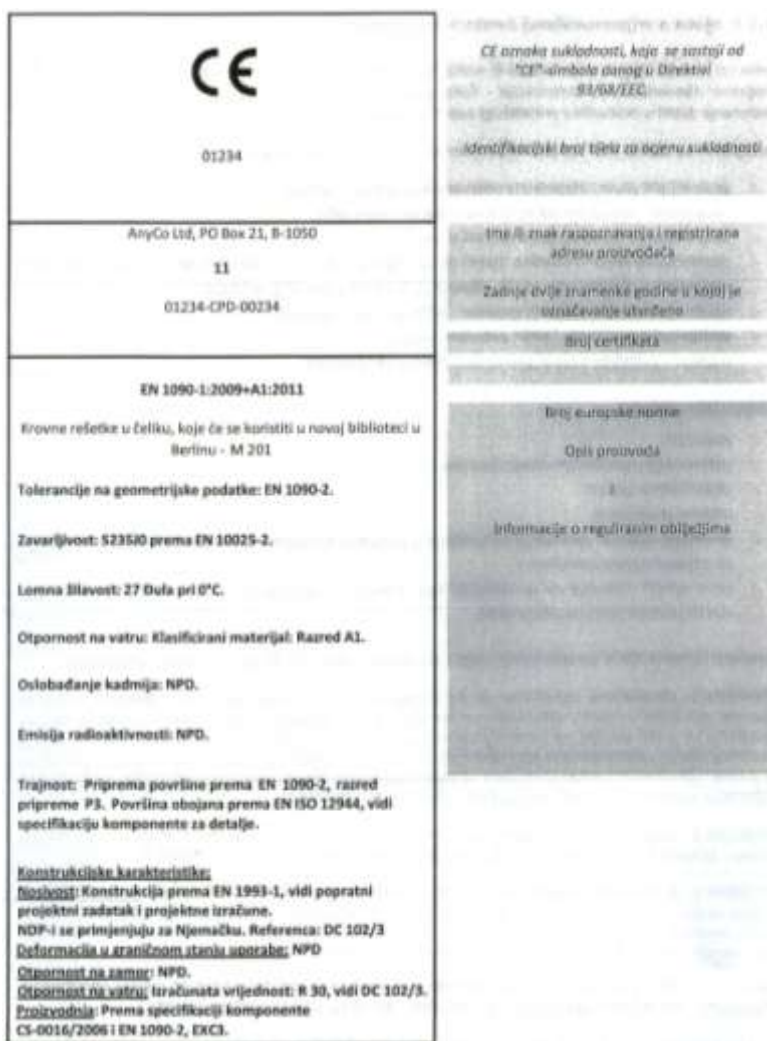 CE
01234
AnyCo Ltd, PO Box 21, B-1050
11
01234-CPD-00234
EN 1090-1:2009+A1:2011
Krovne rešetke u čeliku, koje će se koristiti u novoj biblioteci u
Berlinu - M 201
Tolerancije na geometrijske podatke: EN 1090-2.
Zavarljivost: S235J0 prema EN 10025-2.
Lomna žilavost: 27 Đula pri 0°C.
Otpornost na vatru: Klasificirani materijal: Razred A1.
Oslobađanje kadmija: NPD.
Emisija radioaktivnosti: NPD.
Trajnost: Priprema površine prema EN 1090-2, razred
pripreme P3. Površina obojana prema EN ISO 12944, vidi
specifikaciju komponente za detalje.
Konstrukcijske karakteristike:
Nosivost: Konstrukcija prema EN 1993-1, vidi popratni
projektni zadatak i projektne izračune.
NDP-i se primjenjuju za Njemačku. Referenca: DC 102/3
Deformacija u graničnom stanju uporabe: NPD
Otpornost na zamor: NPD.
Otpornost na vatru: Izračunata vrijednost: R 30, vidi DC 102/3.
Proizvodnja: Prema specifikaciji komponente
CS-0016/2006 i EN 1090-2, EXC3.
CE oznaka sukladnosti, koja se sastoji od
"CE"-simbola danog u Direktivi
93/68/EEC.
Identifikacijski broj tijela za ocjenu sukladnosti
Ime ili znak raspoznavanja i registrirana
adresu proizvođača
Zadnje dvije znamenke godine u kojoj je
označavanje utvrđeno
Broj certifikata
Broj europske norme
Opis proizvoda
Informacije o reguliranim obilježjima